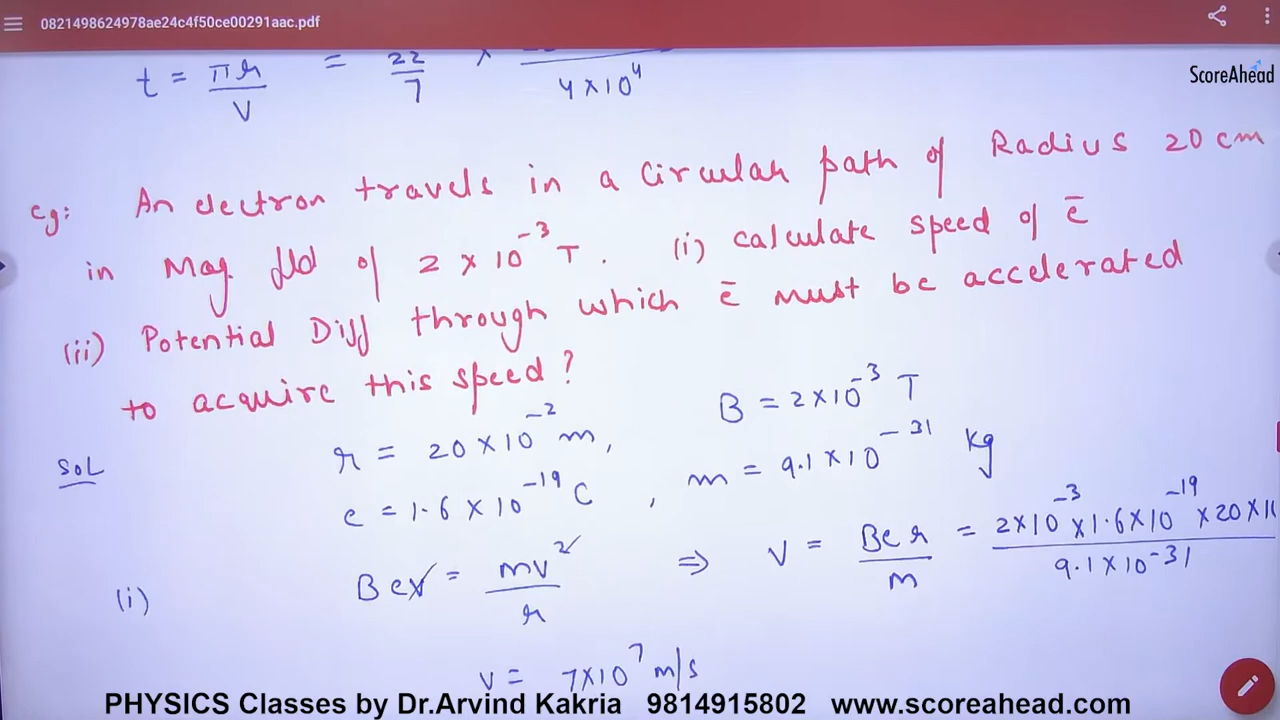 0821498624978ae24c4f50ce00291aac.pdf
ScoreAhead
t = πr/V = 22/7 × /4×10⁴
eg: An electron travels in a Circular path of Radius 20 cm
in Mag. fld of 2 × 10⁻³ T. (i) calculate speed of e̅
(ii) Potential Diff through which e̅ must be accelerated
to acquire this speed?
SOL r = 20×10⁻² m, B = 2×10⁻³ T
e = 1.6×10⁻¹⁹ C, m = 9.1×10⁻³¹ kg
(i) Bev = mv²/r ⇒ V = Ber/m = 2×10⁻³×1.6×10⁻¹⁹×20×10/9.1×10⁻³¹
v = 7×10⁷ m/s
PHYSICS Classes by Dr.Arvind Kakria 9814915802 www.scoreahead.com